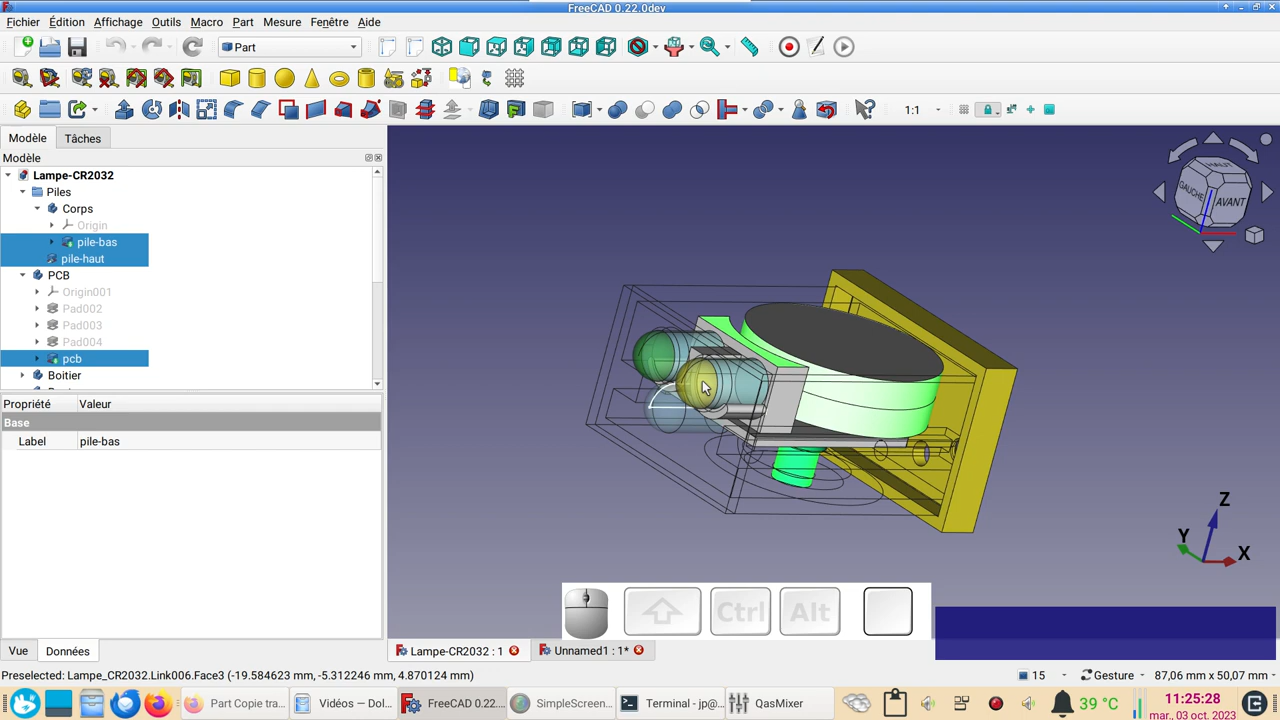 FreeCAD 0.22.0dev
Fichier Édition Affichage Outils Macro Part Mesure Fenêtre Aide
Part
1:1
Modèle Tâches
Modèle
Lampe-CR2032
Piles
Corps
Origin
pile-bas
pile-haut
PCB
Origin001
Pad002
Pad003
Pad004
pcb
Boitier
Propriété Valeur
Base
Label pile-bas
HAUT
GAUCHE
AVANT
Z
Y
X
Ctrl Alt
Vue Données
Lampe-CR2032 : 1 Unnamed1 : 1*
Preselected: Lampe_CR2032.Link006.Face3 (-19.584623 mm, -5.312246 mm, 4.870124 mm) 15 Gesture 87,06 mm x 50,07 mm
Part Copie tra... Vidéos — Dol... FreeCAD 0.22... SimpleScreen... Terminal - jp@... QasMixer 39 °C 11:25:28
mar., 03 oct. 2023